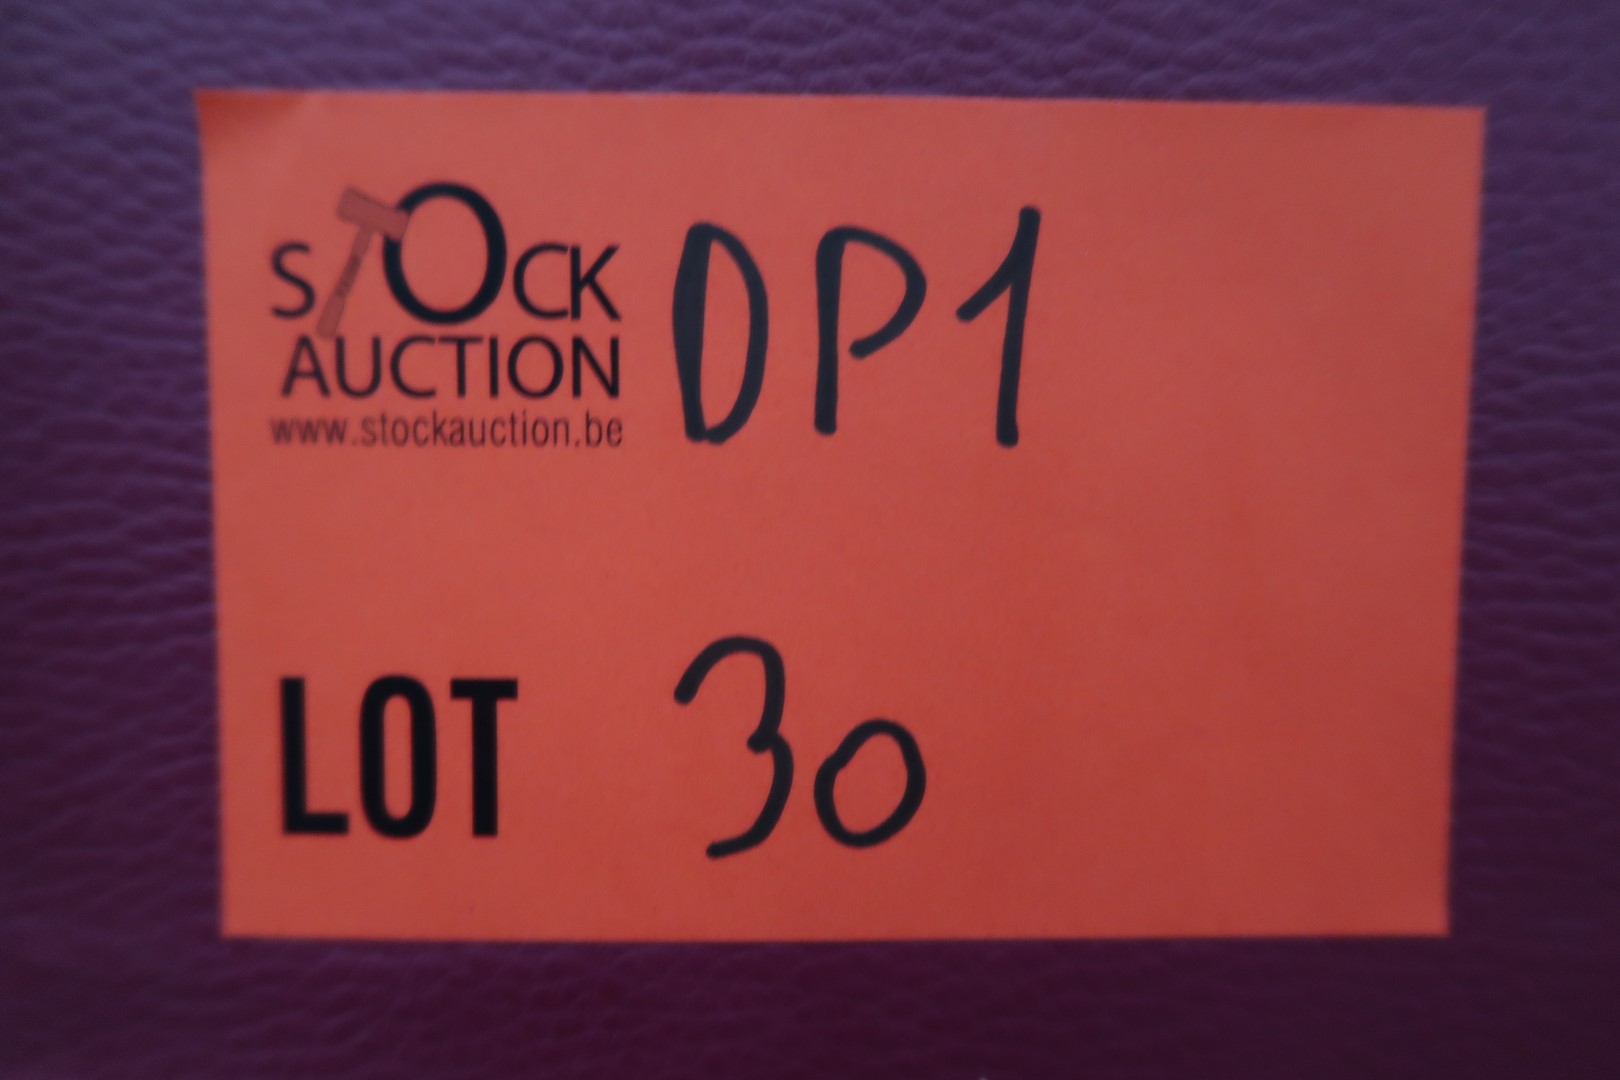 STOCK DP1
AUCTION
www.stockauction.be
LOT 30